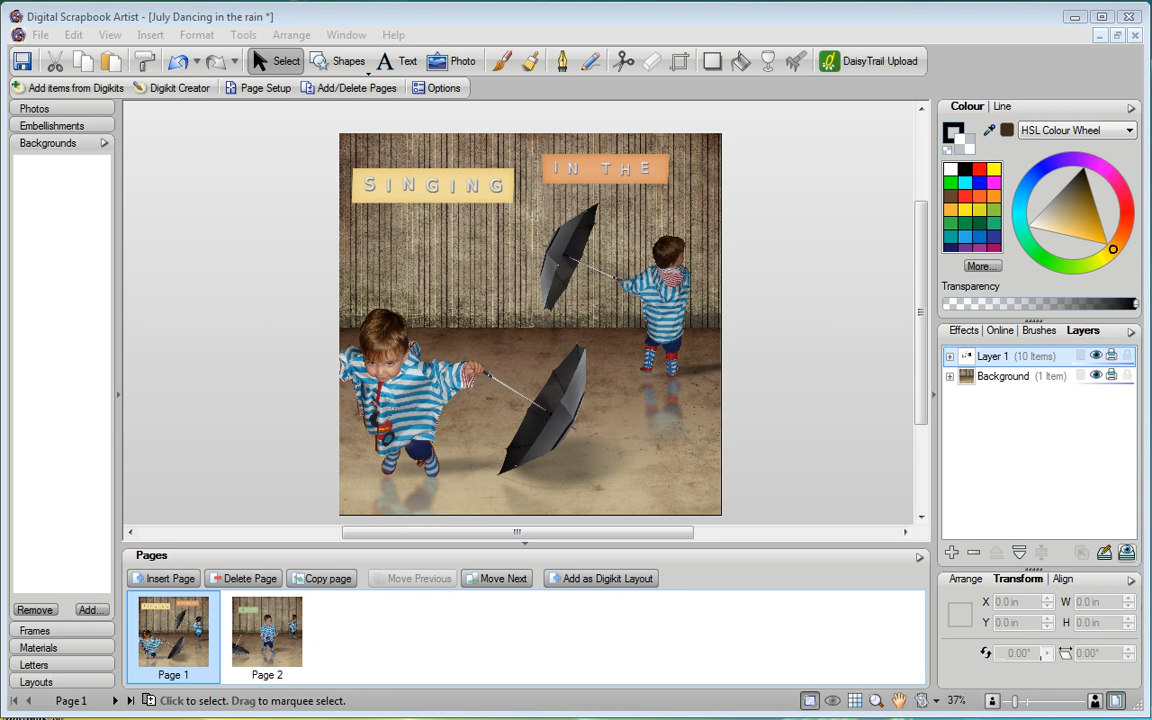 Digital Scrapbook Artist - [July Dancing in the rain *]
File Edit View Insert Format Tools Arrange Window Help
Select Shapes Text Photo DaisyTrail Upload
Add items from Digikits Digikit Creator Page Setup Add/Delete Pages Options
Photos
Embellishments
Backgrounds
Remove Add...
Frames
Materials
Letters
Layouts
SINGING
IN THE
Colour Line
HSL Colour Wheel
More...
Transparency
Effects Online Brushes Layers
Layer 1 (10 Items)
Background (1 Item)
Arrange Transform Align
X 0.0 in W 0.0 in
Y 0.0 in H 0.0 in
0.00° 0.00°
Pages
Insert Page Delete Page Copy page Move Previous Move Next Add as Digikit Layout
Page 1 Page 2
Page 1 Click to select. Drag to marquee select. 37%